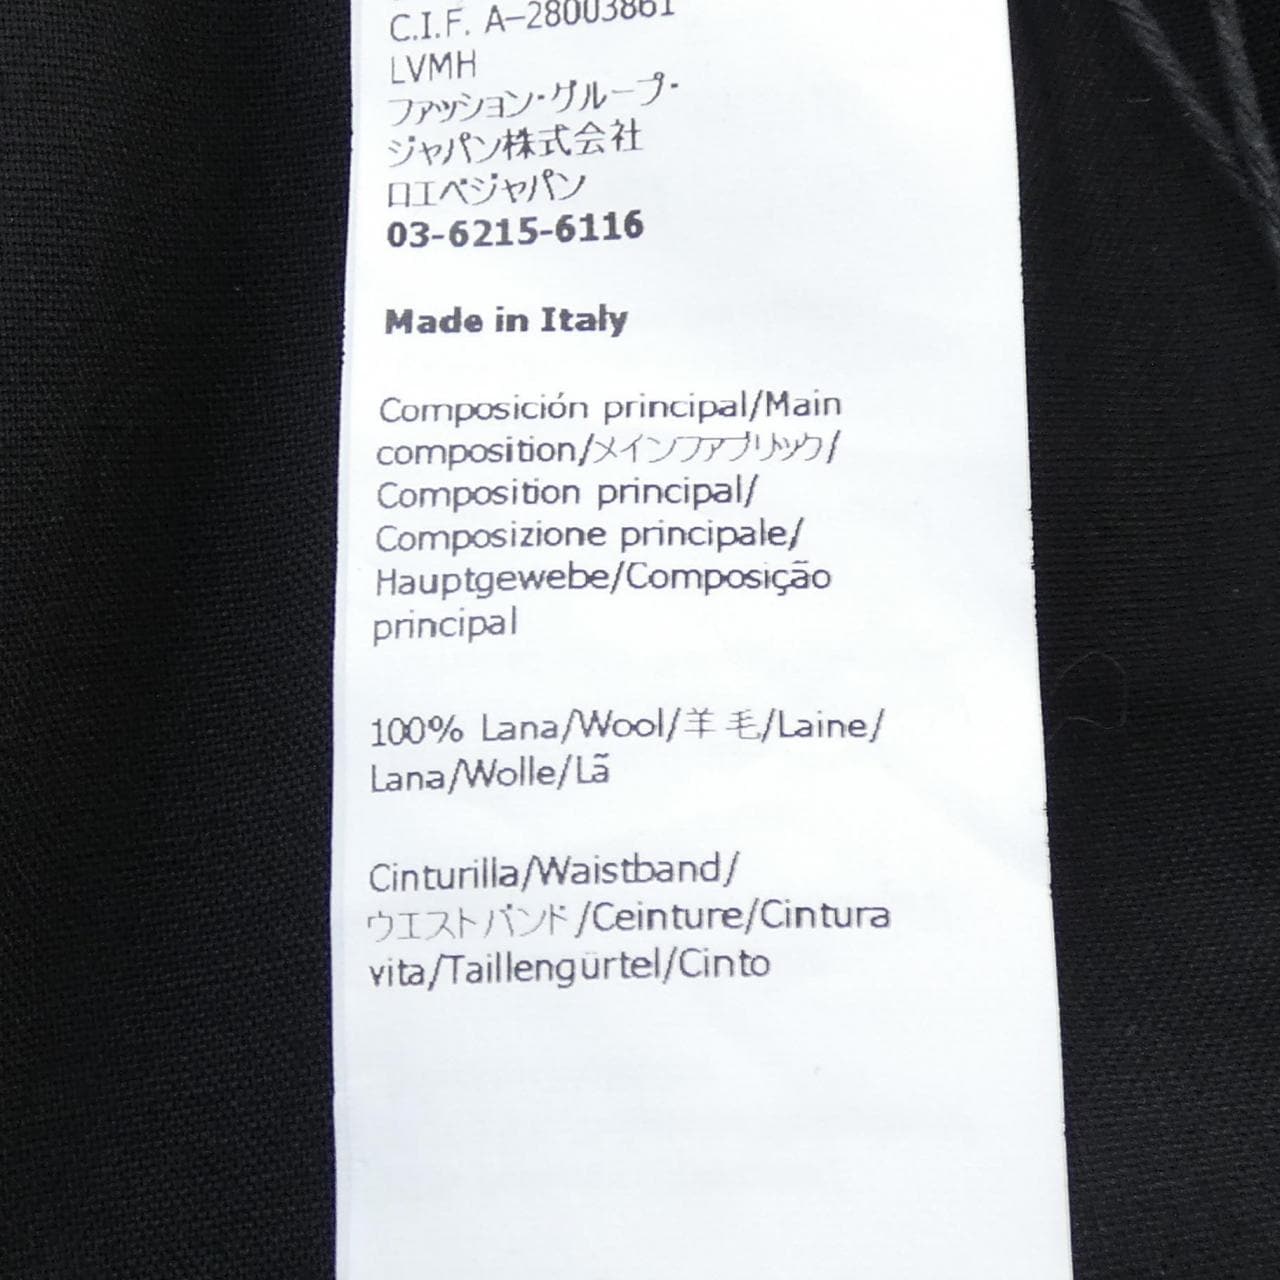 C.I.F. A-28003861
LVMH
ファッション･グループ･
ジャパン株式会社
ロエベジャパン
03-6215-6116
Made in Italy
Composición principal/Main
composition/メインファブリック/
Composition principal/
Composizione principale/
Hauptgewebe/Composição
principal
100% Lana/Wool/羊毛/Laine/
Lana/Wolle/Lã
Cinturilla/Waistband/
ウエストバンド/Ceinture/Cintura
vita/Taillengürtel/Cinto